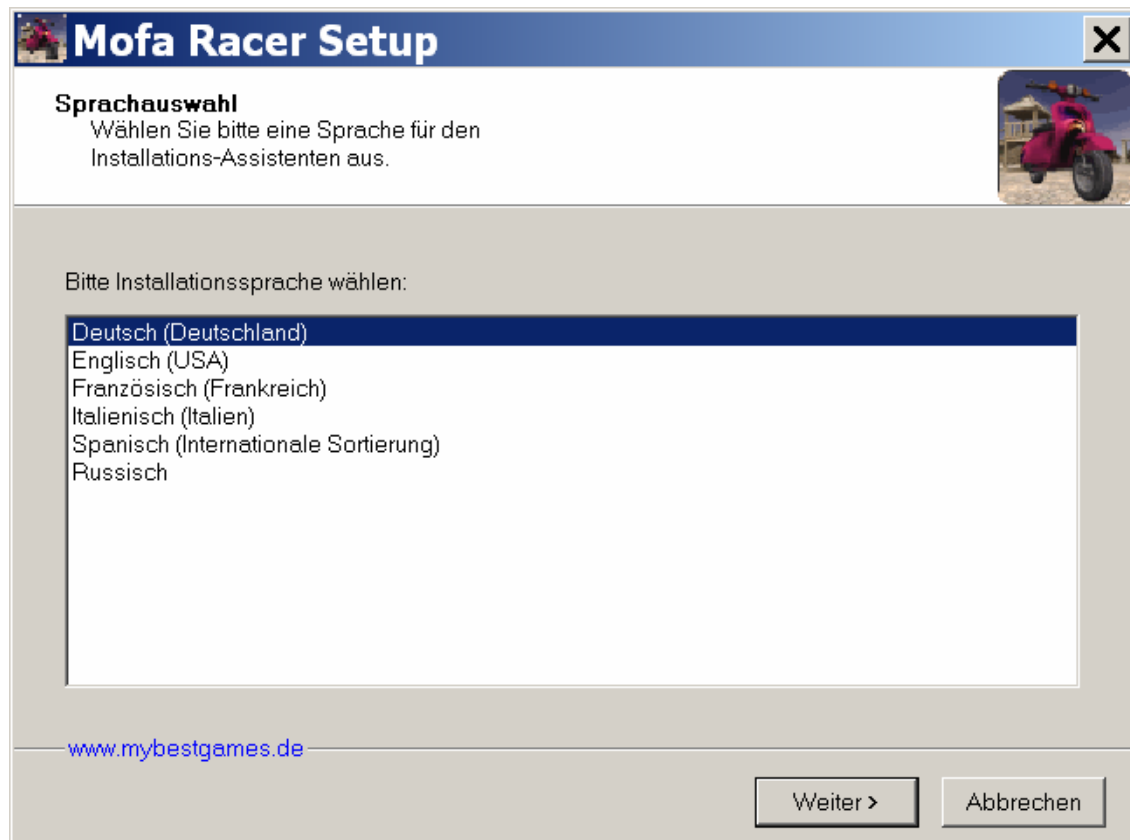 Mofa Racer Setup
Sprachauswahl
Wählen Sie bitte eine Sprache für den
Installations-Assistenten aus.
Bitte Installationssprache wählen:
Deutsch (Deutschland)
Englisch (USA)
Französisch (Frankreich)
Italienisch (Italien)
Spanisch (Internationale Sortierung)
Russisch
www.mybestgames.de
Weiter >
Abbrechen